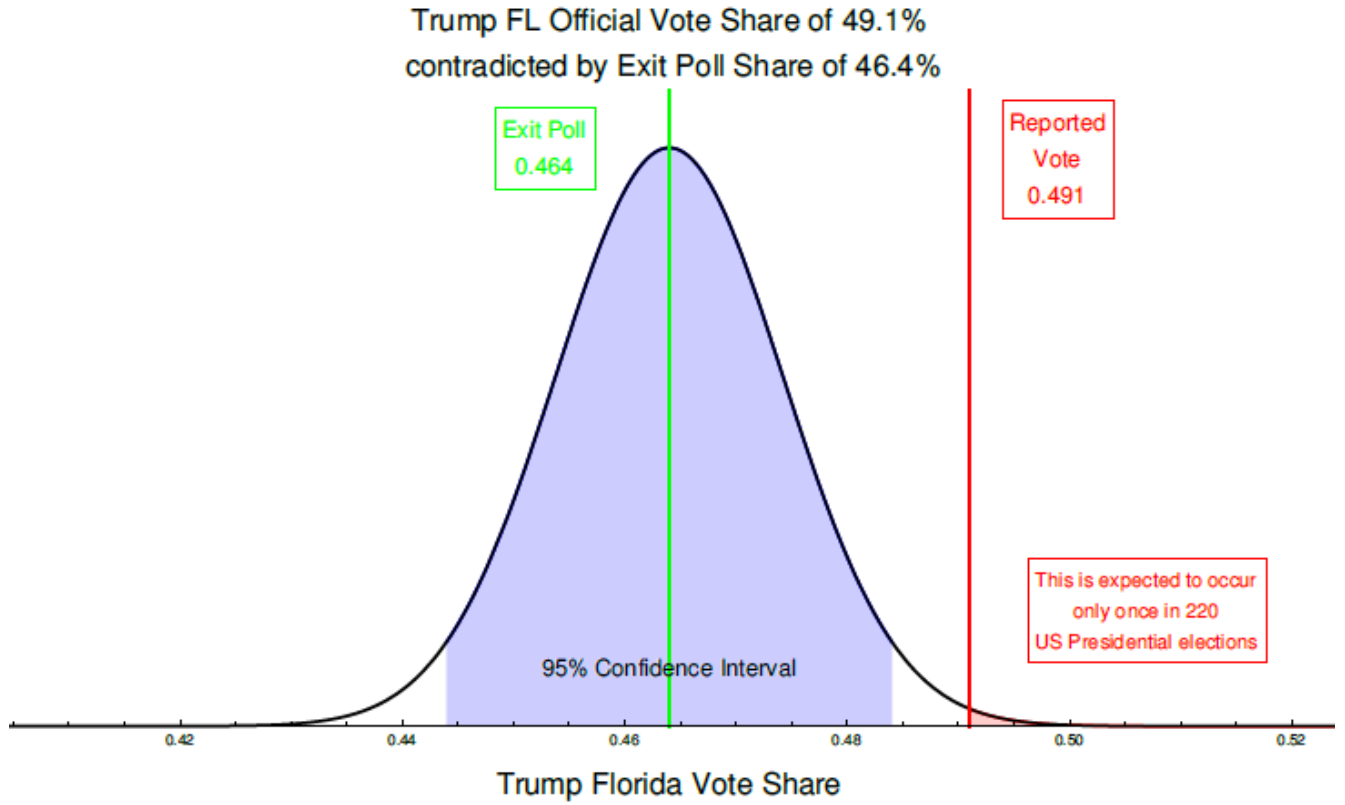 Trump FL Official Vote Share of 49.1%
contradicted by Exit Poll Share of 46.4%
Exit Poll
0.464
Reported
Vote
0.491
This is expected to occur
only once in 220
US Presidential elections
95% Confidence Interval
0.42 0.44 0.46 0.48 0.50 0.52
Trump Florida Vote Share